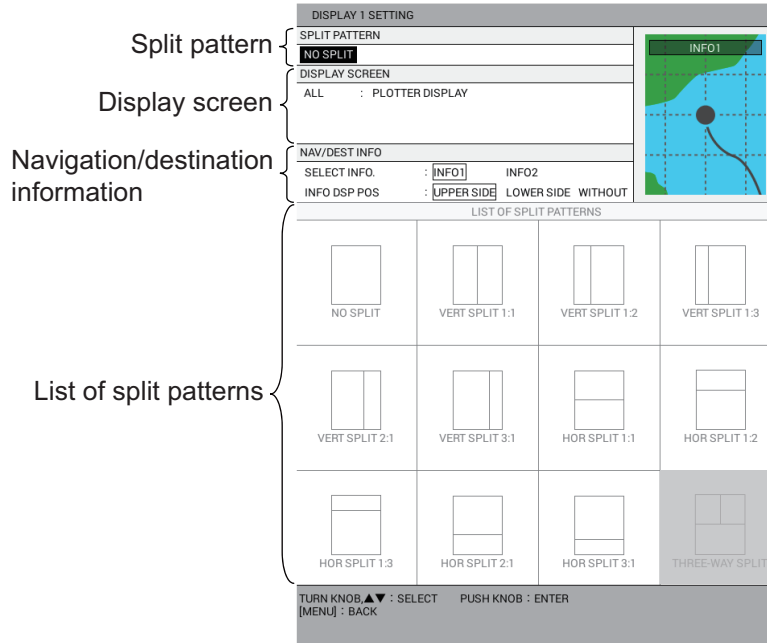 DISPLAY 1 SETTING
Split pattern
SPLIT PATTERN
NO SPLIT
INFO1
Display screen
DISPLAY SCREEN
ALL : PLOTTER DISPLAY
Navigation/destination
information
NAV/DEST INFO
SELECT INFO. : INFO1 INFO2
INFO DSP POS : UPPER SIDE LOWER SIDE WITHOUT
LIST OF SPLIT PATTERNS
List of split patterns
NO SPLIT VERT SPLIT 1:1 VERT SPLIT 1:2 VERT SPLIT 1:3
VERT SPLIT 2:1 VERT SPLIT 3:1 HOR SPLIT 1:1 HOR SPLIT 1:2
HOR SPLIT 1:3 HOR SPLIT 2:1 HOR SPLIT 3:1 THREE-WAY SPLIT
TURN KNOB,▲▼ : SELECT PUSH KNOB : ENTER
[MENU] : BACK